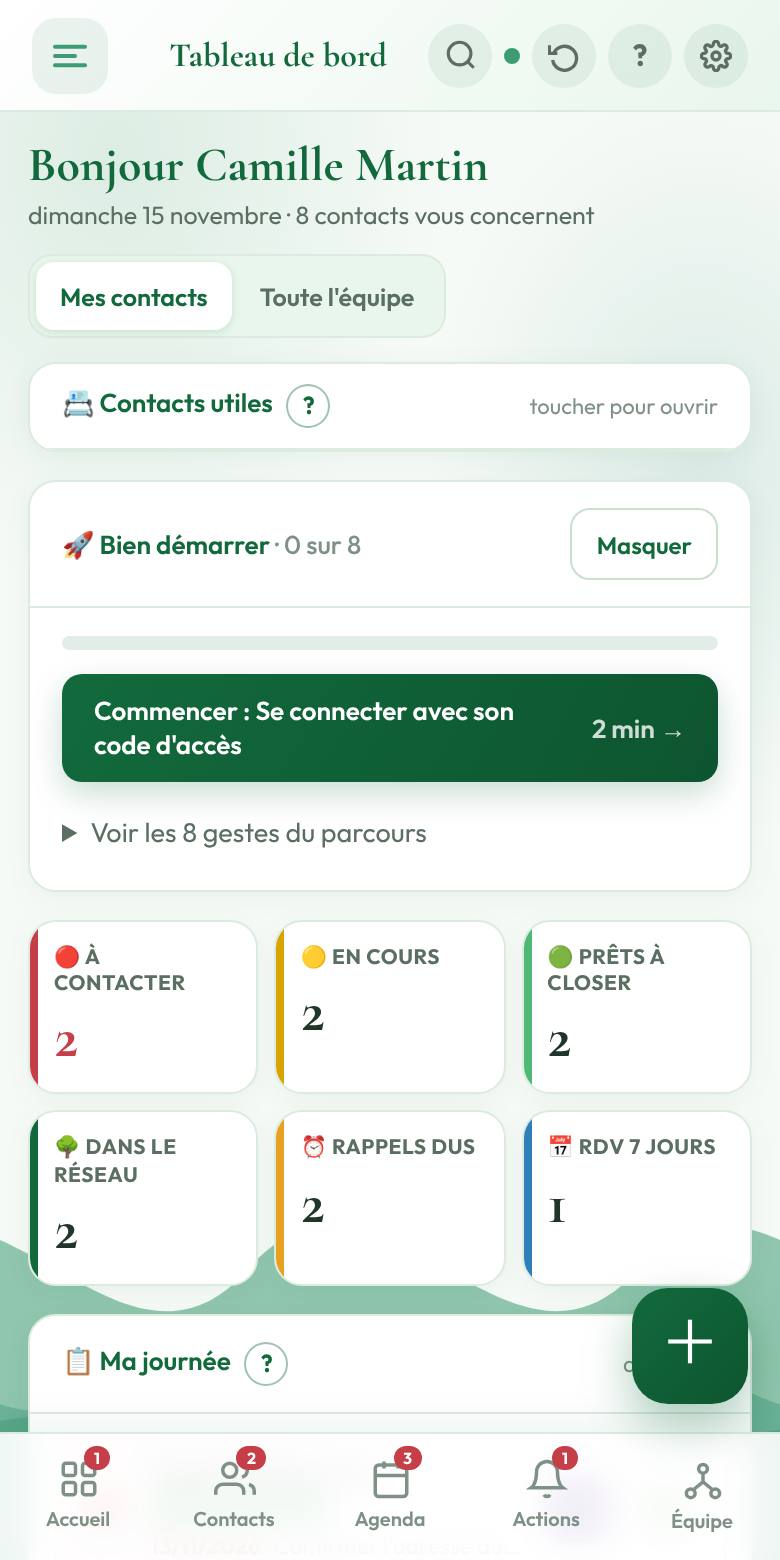 Tableau de bord
?
Bonjour Camille Martin
dimanche 15 novembre · 8 contacts vous concernent
Mes contacts
Toute l'équipe
📇 Contacts utiles ?
toucher pour ouvrir
🚀 Bien démarrer · 0 sur 8
Masquer
Commencer : Se connecter avec son
code d'accès
2 min →
▶ Voir les 8 gestes du parcours
🔴 À
CONTACTER
2
🟡 EN COURS
2
🟢 PRÊTS À
CLOSER
2
🌳 DANS LE
RÉSEAU
2
⏰ RAPPELS DUS
2
📅 RDV 7 JOURS
1
📋 Ma journée ?
+
1
Accueil
2
Contacts
3
Agenda
1
Actions
Équipe